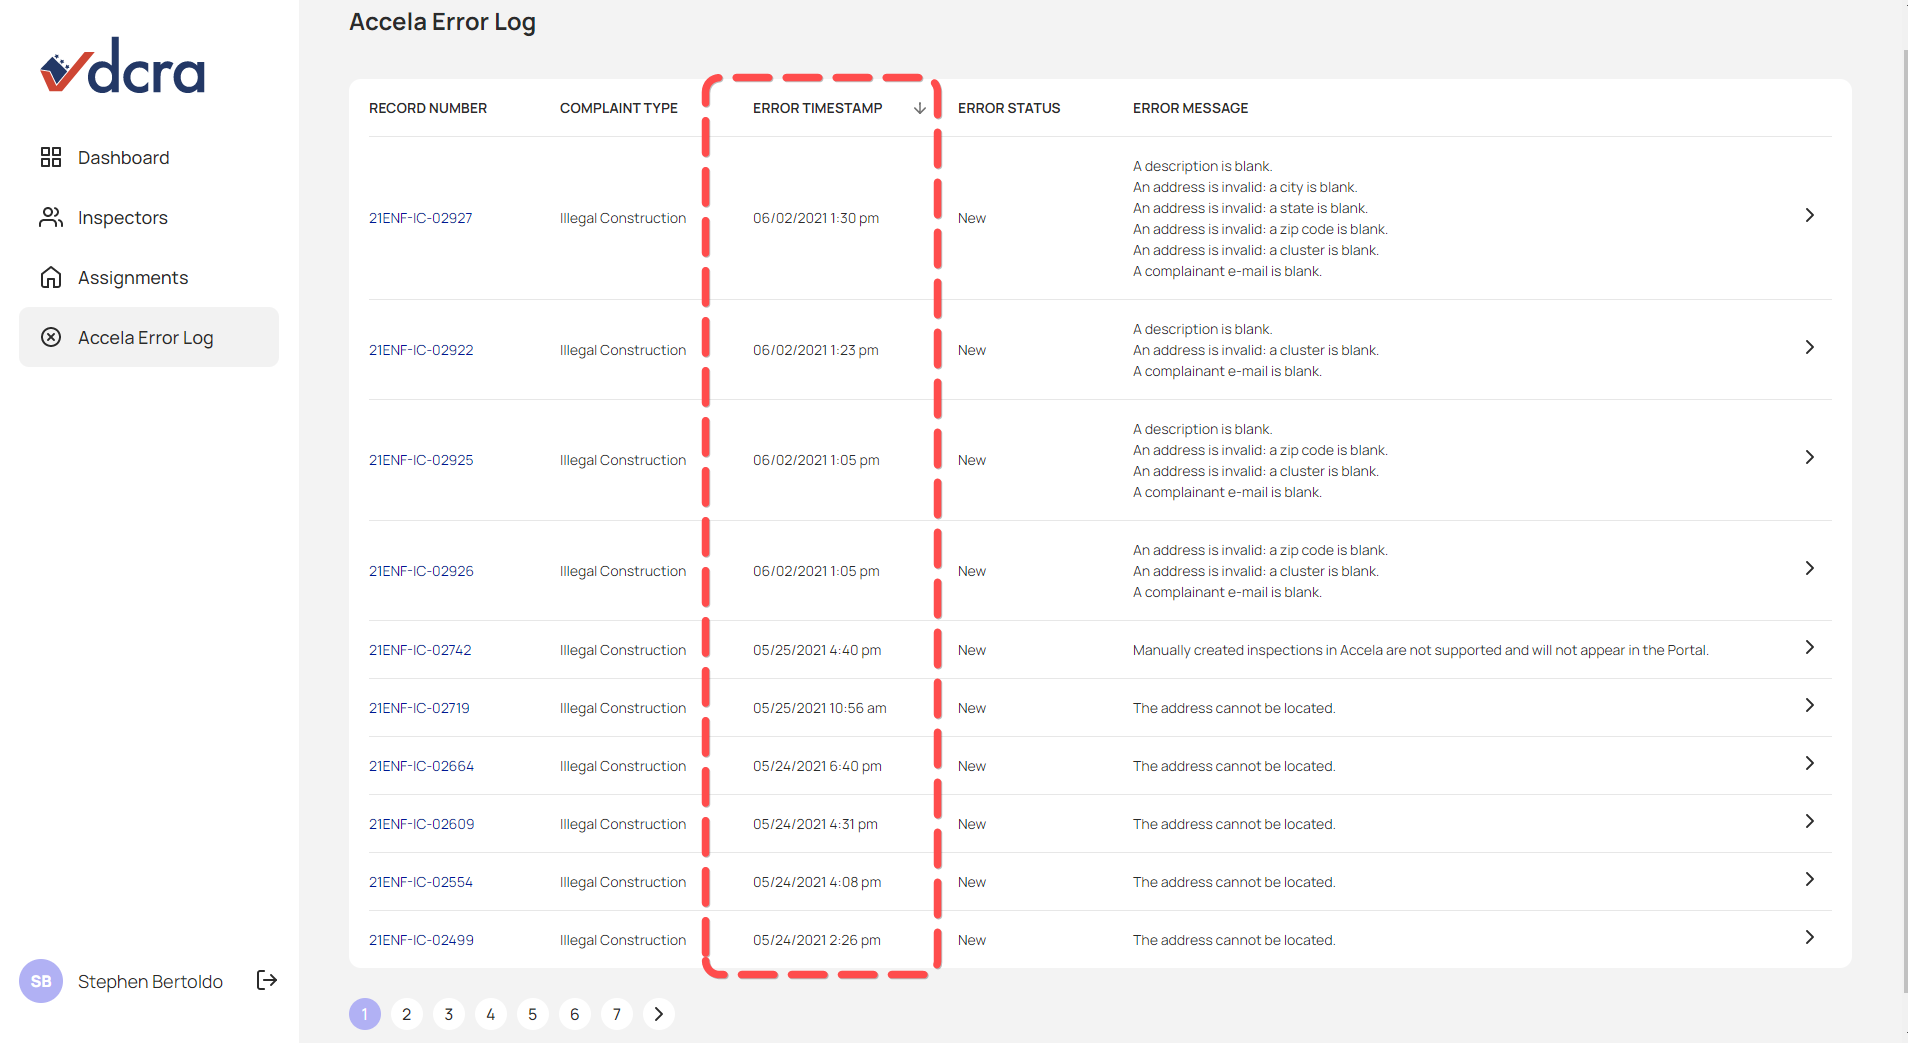 dcra
Dashboard
Inspectors
Assignments
Accela Error Log
SB Stephen Bertoldo
Accela Error Log
RECORD NUMBER COMPLAINT TYPE ERROR TIMESTAMP ERROR STATUS ERROR MESSAGE
21ENF-IC-02927 Illegal Construction 06/02/2021 1:30 pm New
A description is blank.
An address is invalid: a city is blank.
An address is invalid: a state is blank.
An address is invalid: a zip code is blank.
An address is invalid: a cluster is blank.
A complainant e-mail is blank.
21ENF-IC-02922 Illegal Construction 06/02/2021 1:23 pm New
A description is blank.
An address is invalid: a cluster is blank.
A complainant e-mail is blank.
21ENF-IC-02925 Illegal Construction 06/02/2021 1:05 pm New
A description is blank.
An address is invalid: a zip code is blank.
An address is invalid: a cluster is blank.
A complainant e-mail is blank.
21ENF-IC-02926 Illegal Construction 06/02/2021 1:05 pm New
An address is invalid: a zip code is blank.
An address is invalid: a cluster is blank.
A complainant e-mail is blank.
21ENF-IC-02742 Illegal Construction 05/25/2021 4:40 pm New Manually created inspections in Accela are not supported and will not appear in the Portal.
21ENF-IC-02719 Illegal Construction 05/25/2021 10:56 am New The address cannot be located.
21ENF-IC-02664 Illegal Construction 05/24/2021 6:40 pm New The address cannot be located.
21ENF-IC-02609 Illegal Construction 05/24/2021 4:31 pm New The address cannot be located.
21ENF-IC-02554 Illegal Construction 05/24/2021 4:08 pm New The address cannot be located.
21ENF-IC-02499 Illegal Construction 05/24/2021 2:26 pm New The address cannot be located.
1 2 3 4 5 6 7